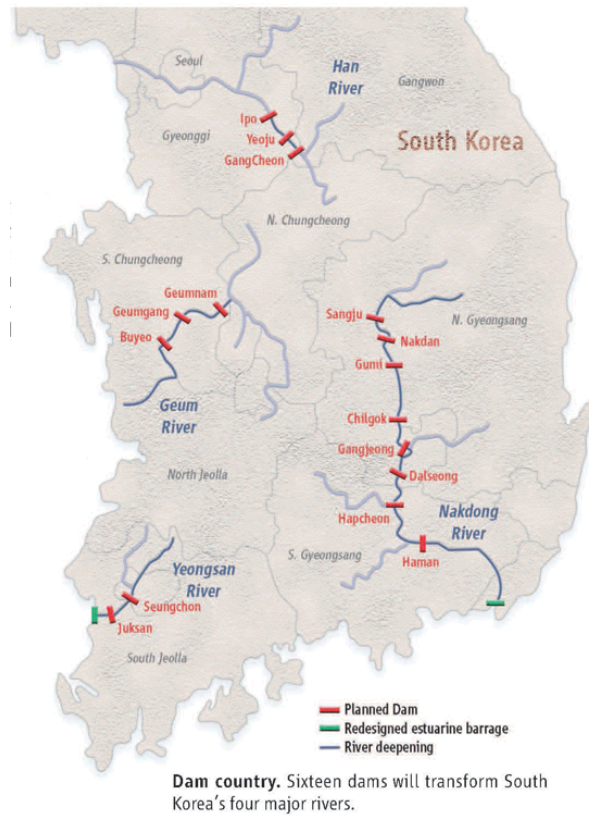 Seoul
Han
River
Gangwon
Ipo
Gyeonggi
Yeoju
GangCheon
South Korea
N. Chungcheong
S. Chungcheong
Geumnam
Geumgang
Buyeo
Sangju
N. Gyeongsang
Nakdan
Gumi
Geum
River
Chilgok
Gangjeong
North Jeolla
Dalseong
Hapcheon
Nakdong
River
S. Gyeongsang
Haman
Yeongsan
River
Seungchon
Juksan
South Jeolla
Planned Dam
Redesigned estuarine barrage
River deepening
Dam country. Sixteen dams will transform South
Korea's four major rivers.